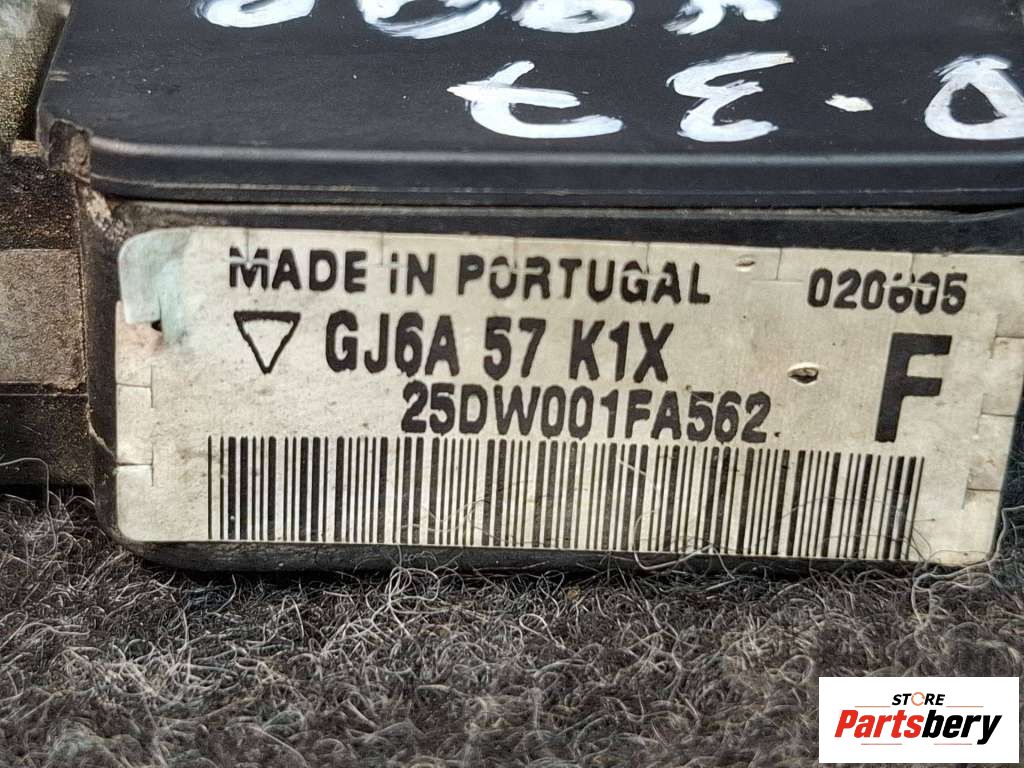 MADE IN PORTUGAL 020605
GJ6A 57 K1X
F
25DW001FA562
STORE
Partsbery